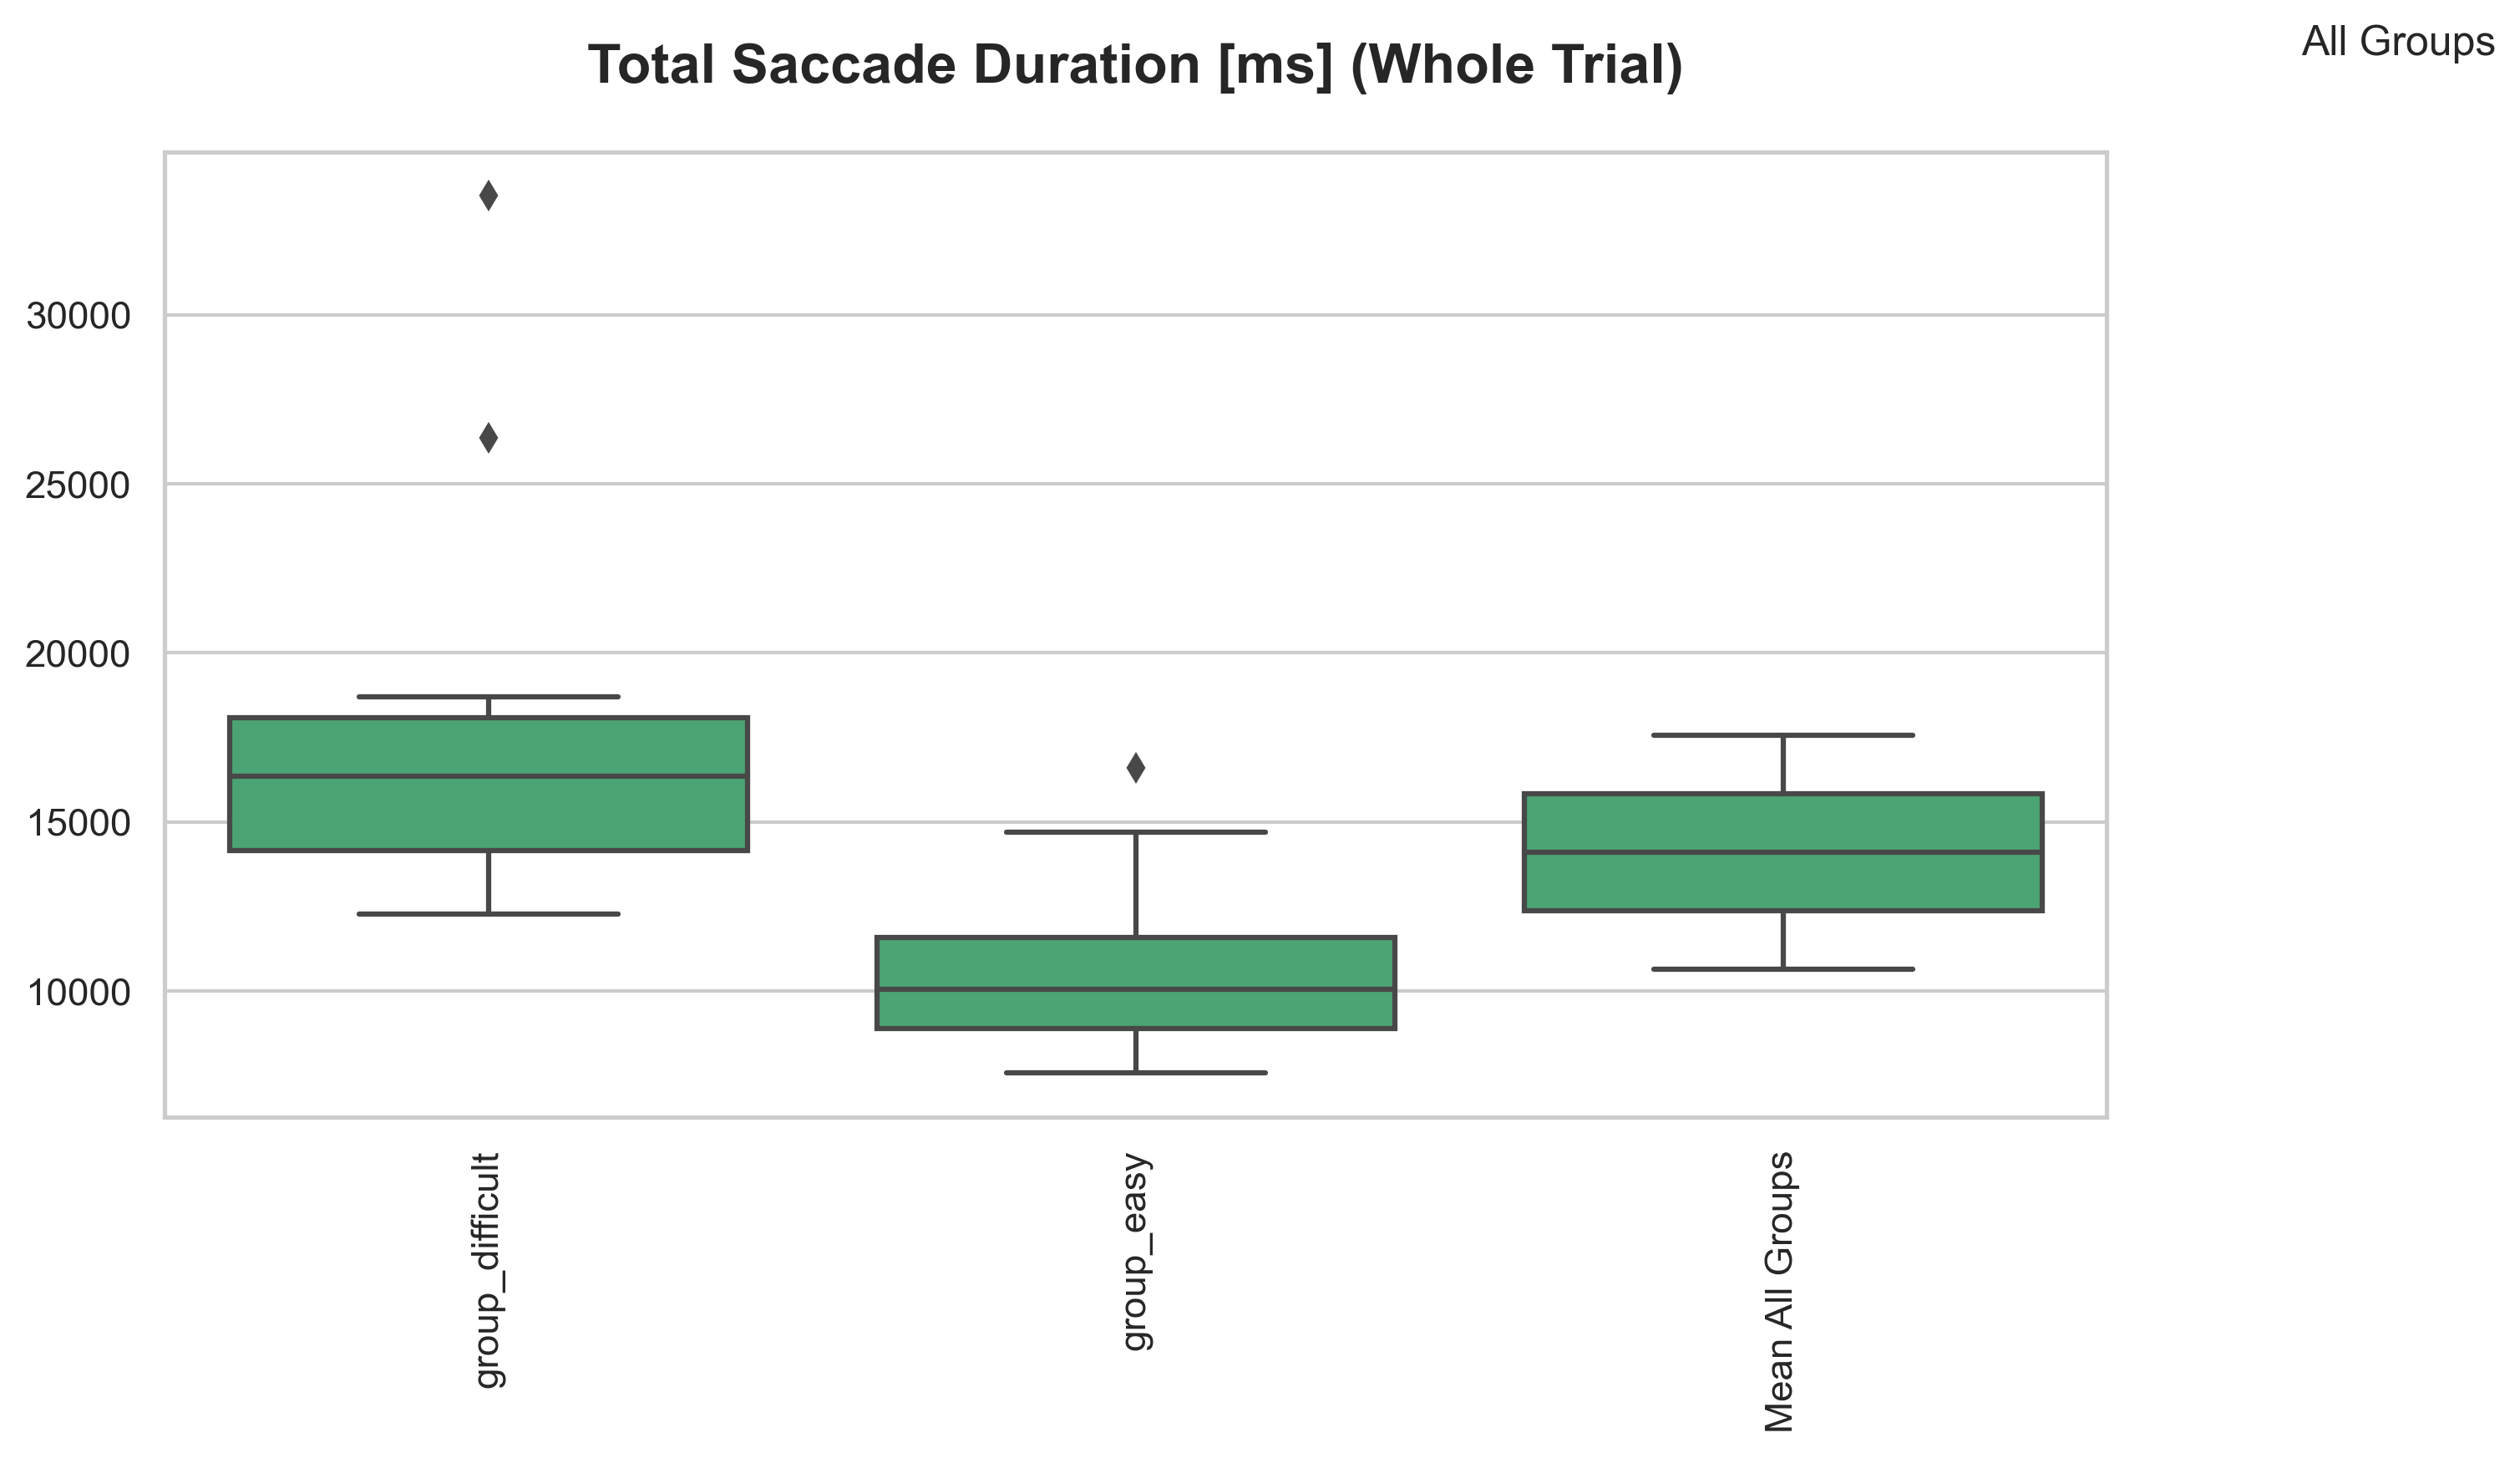 All Groups
Total Saccade Duration [ms] (Whole Trial)
30000
25000
20000
15000
10000
group_difficult
group_easy
Mean All Groups